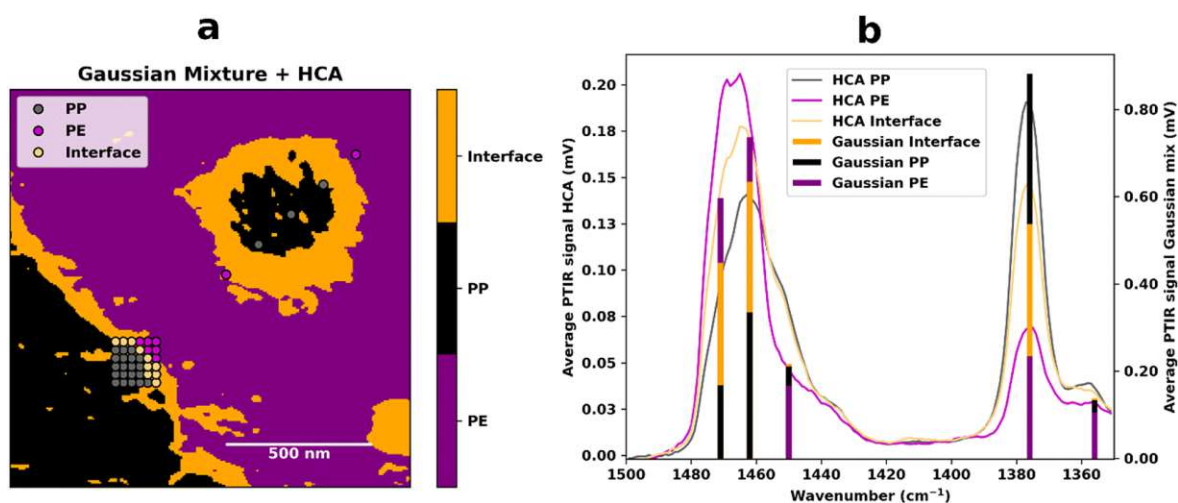 a
Gaussian Mixture + HCA
PP
PE
Interface
500 nm
Interface
PP
PE
b
HCA PP
HCA PE
HCA Interface
Gaussian Interface
Gaussian PP
Gaussian PE
Average PTIR signal HCA (mV)
0.20
0.18
0.15
0.13
0.10
0.08
0.05
0.03
0.00
1500
1480
1460
1440
1420
1400
1380
1360
Wavenumber (cm⁻¹)
0.80
0.60
0.40
0.20
0.00
Average PTIR signal Gaussian mix (mV)